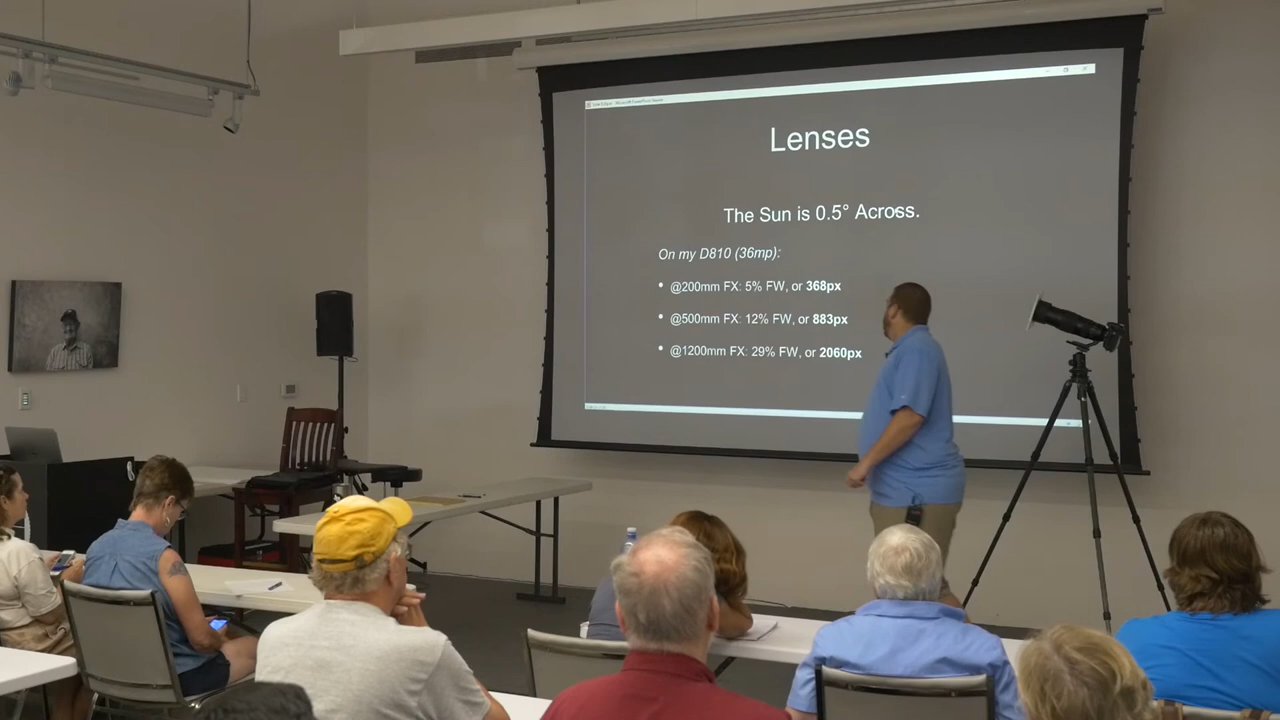 Lenses
The Sun is 0.5° Across.
On my D810 (36mp):
• @200mm FX: 5% FW, or 368px
• @500mm FX: 12% FW, or 883px
• @1200mm FX: 29% FW, or 2060px